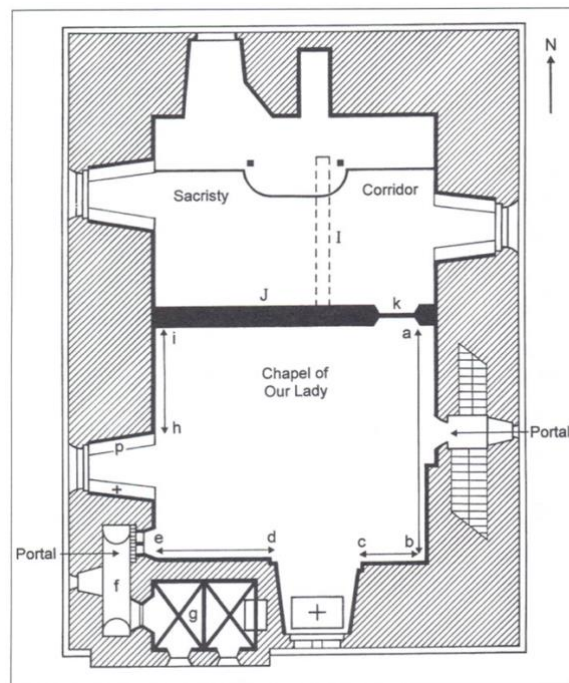 N
Sacristy
Corridor
I
J
k
i
a
Chapel of
Our Lady
h
p
Portal
+
e
d
c
b
Portal
f
g
+